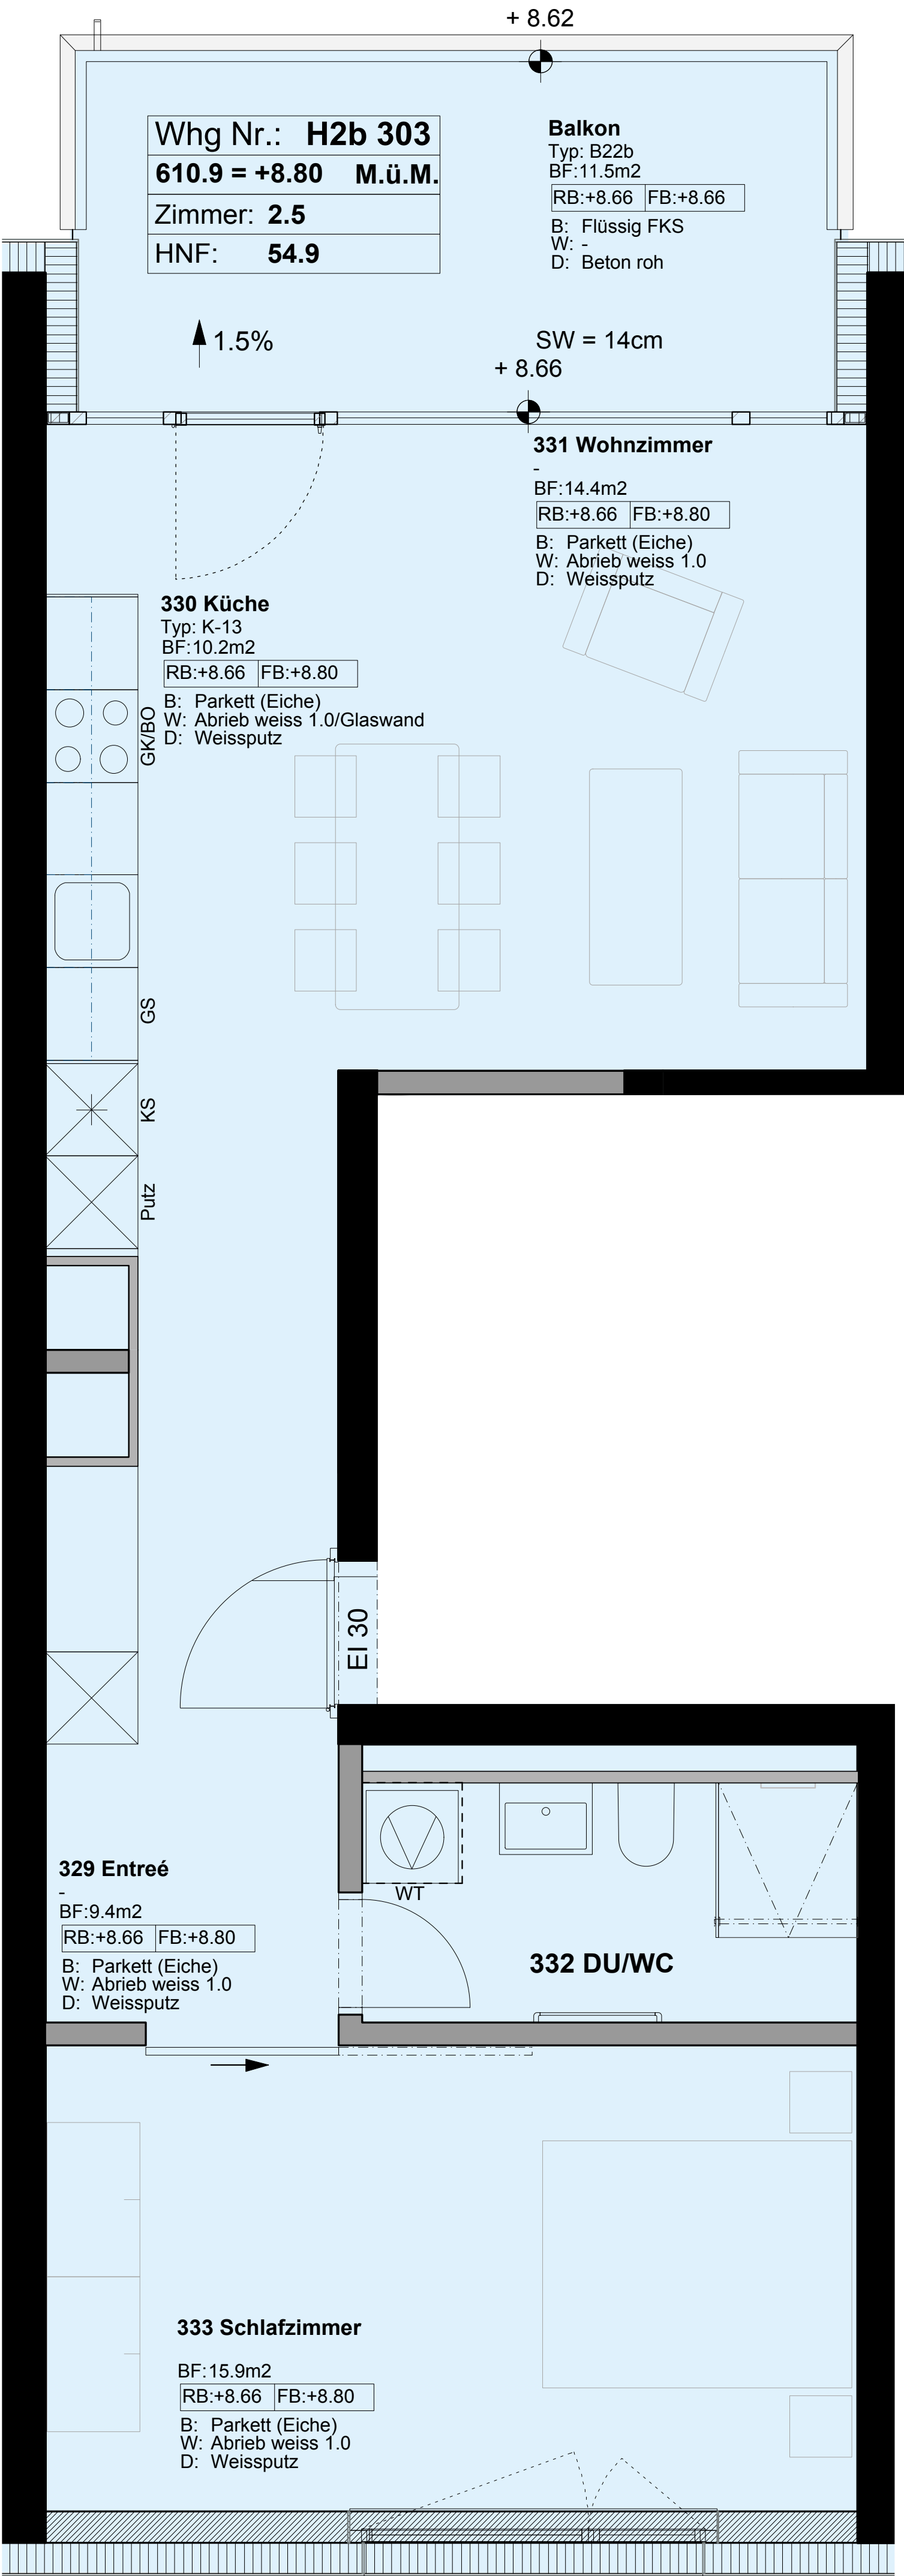 + 8.62
Whg Nr.: H2b 303
610.9 = +8.80 M.ü.M.
Zimmer: 2.5
HNF: 54.9
Balkon
Typ: B22b
BF:11.5m2
RB:+8.66 FB:+8.66
B: Flüssig FKS
W: -
D: Beton roh
1.5%
SW = 14cm
+ 8.66
331 Wohnzimmer
-
BF:14.4m2
RB:+8.66 FB:+8.80
B: Parkett (Eiche)
W: Abrieb weiss 1.0
D: Weissputz
330 Küche
Typ: K-13
BF:10.2m2
RB:+8.66 FB:+8.80
B: Parkett (Eiche)
W: Abrieb weiss 1.0/Glaswand
D: Weissputz
GK/BO
GS
KS
Putz
EI 30
329 Entreé
-
BF:9.4m2
RB:+8.66 FB:+8.80
B: Parkett (Eiche)
W: Abrieb weiss 1.0
D: Weissputz
WT
332 DU/WC
333 Schlafzimmer
BF:15.9m2
RB:+8.66 FB:+8.80
B: Parkett (Eiche)
W: Abrieb weiss 1.0
D: Weissputz